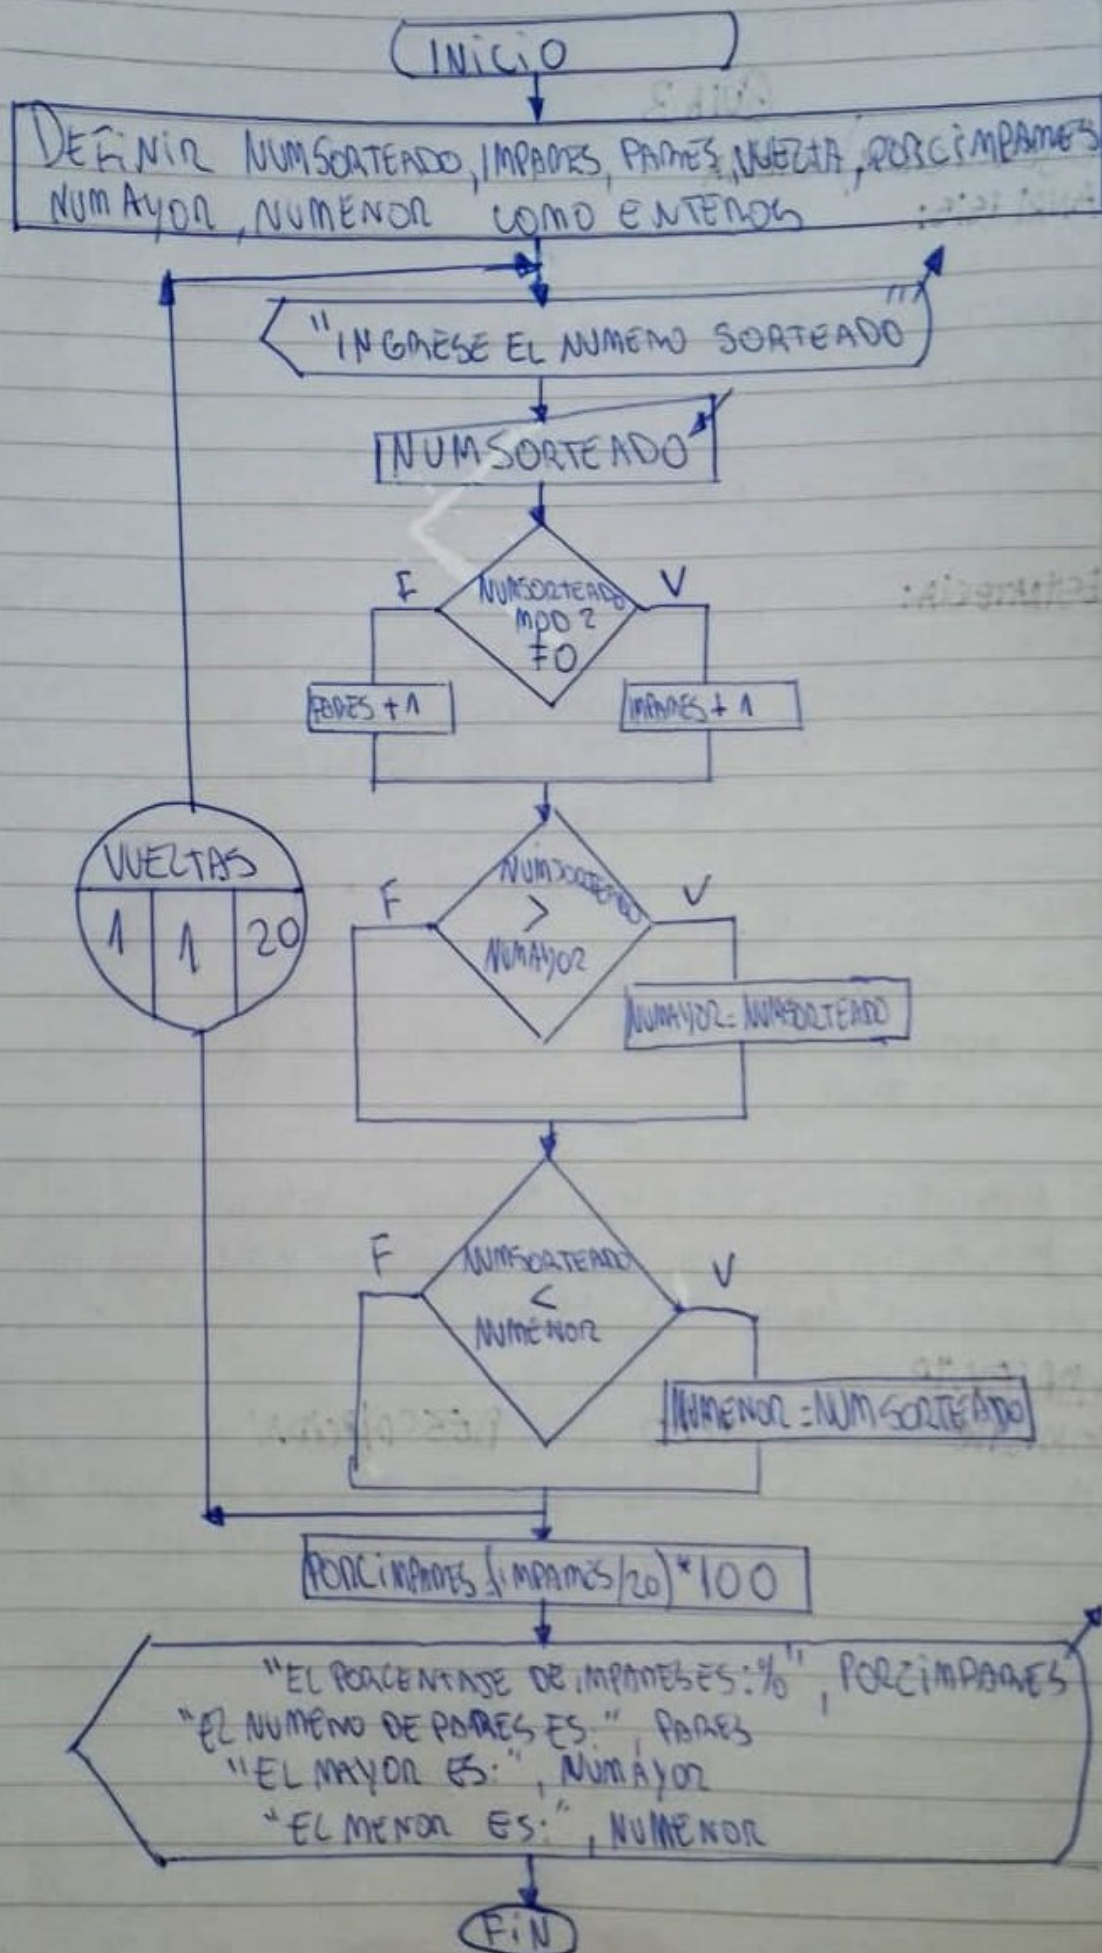 INICIO
DEFINIR NUMSORTEADO, IMPARES, PARES, VUELTA, PORCIMPARES
NUMAYOR, NUMENOR COMO ENTEROS
"INGRESE EL NUMERO SORTEADO"
NUMSORTEADO
F
V
NUMSORTEADO
MOD 2
≠0
PARES + 1
IMPARES + 1
VUELTAS
1 1 20
F
V
NUMSORTEADO
>
NUMAYOR
NUMAYOR=NUMSORTEADO
F
V
NUMSORTEADO
<
NUMENOR
NUMENOR=NUMSORTEADO
PORCIMPARES (IMPARES/20)*100
"EL PORCENTAJE DE IMPARES ES:%", PORCIMPARES
"EL NUMERO DE PARES ES:", PARES
"EL MAYOR ES:", NUMAYOR
"EL MENOR ES:", NUMENOR
FIN